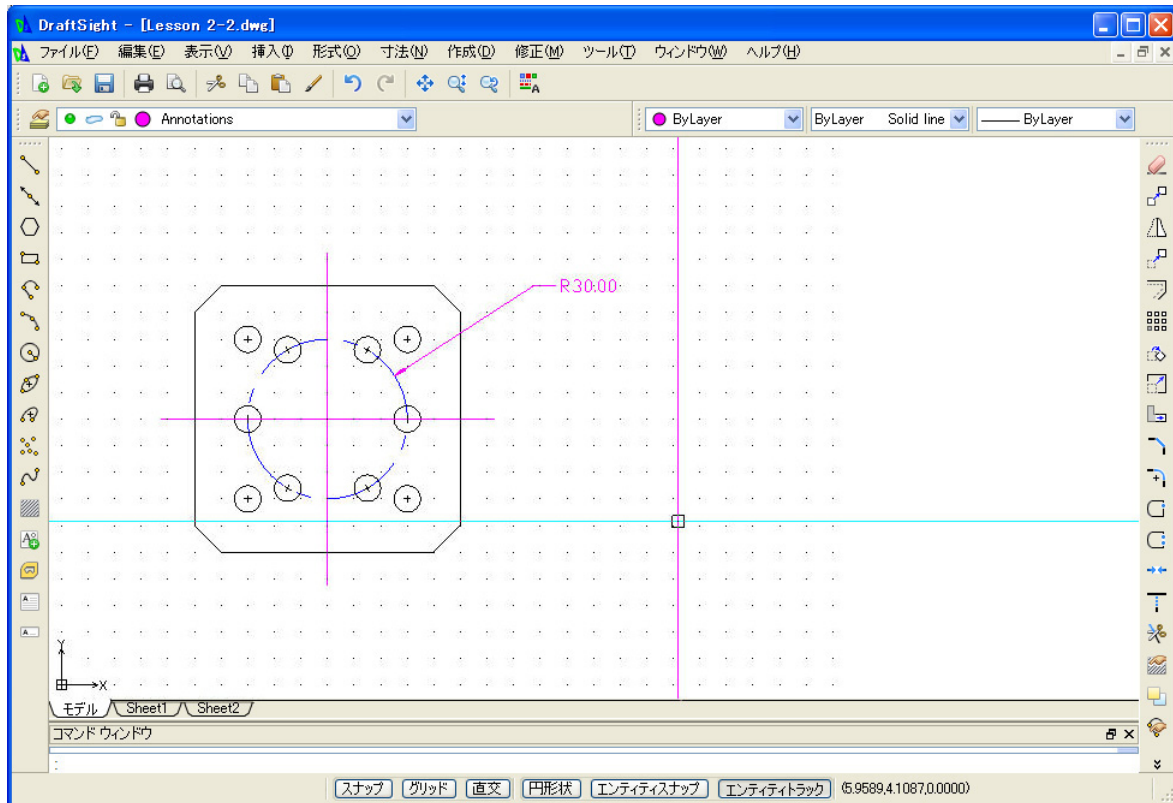 DraftSight - [Lesson 2-2.dwg]
ファイル(F) 編集(E) 表示(V) 挿入(I) 形式(O) 寸法(N) 作成(D) 修正(M) ツール(T) ウィンドウ(W) ヘルプ(H)
Annotations ByLayer ByLayer Solid line ByLayer
R30.00
Y
X
モデル Sheet1 Sheet2
コマンド ウィンドウ
:
スナップ グリッド 直交 円形状 エンティティスナップ エンティティトラック (5.9589,4.1087,0.0000)